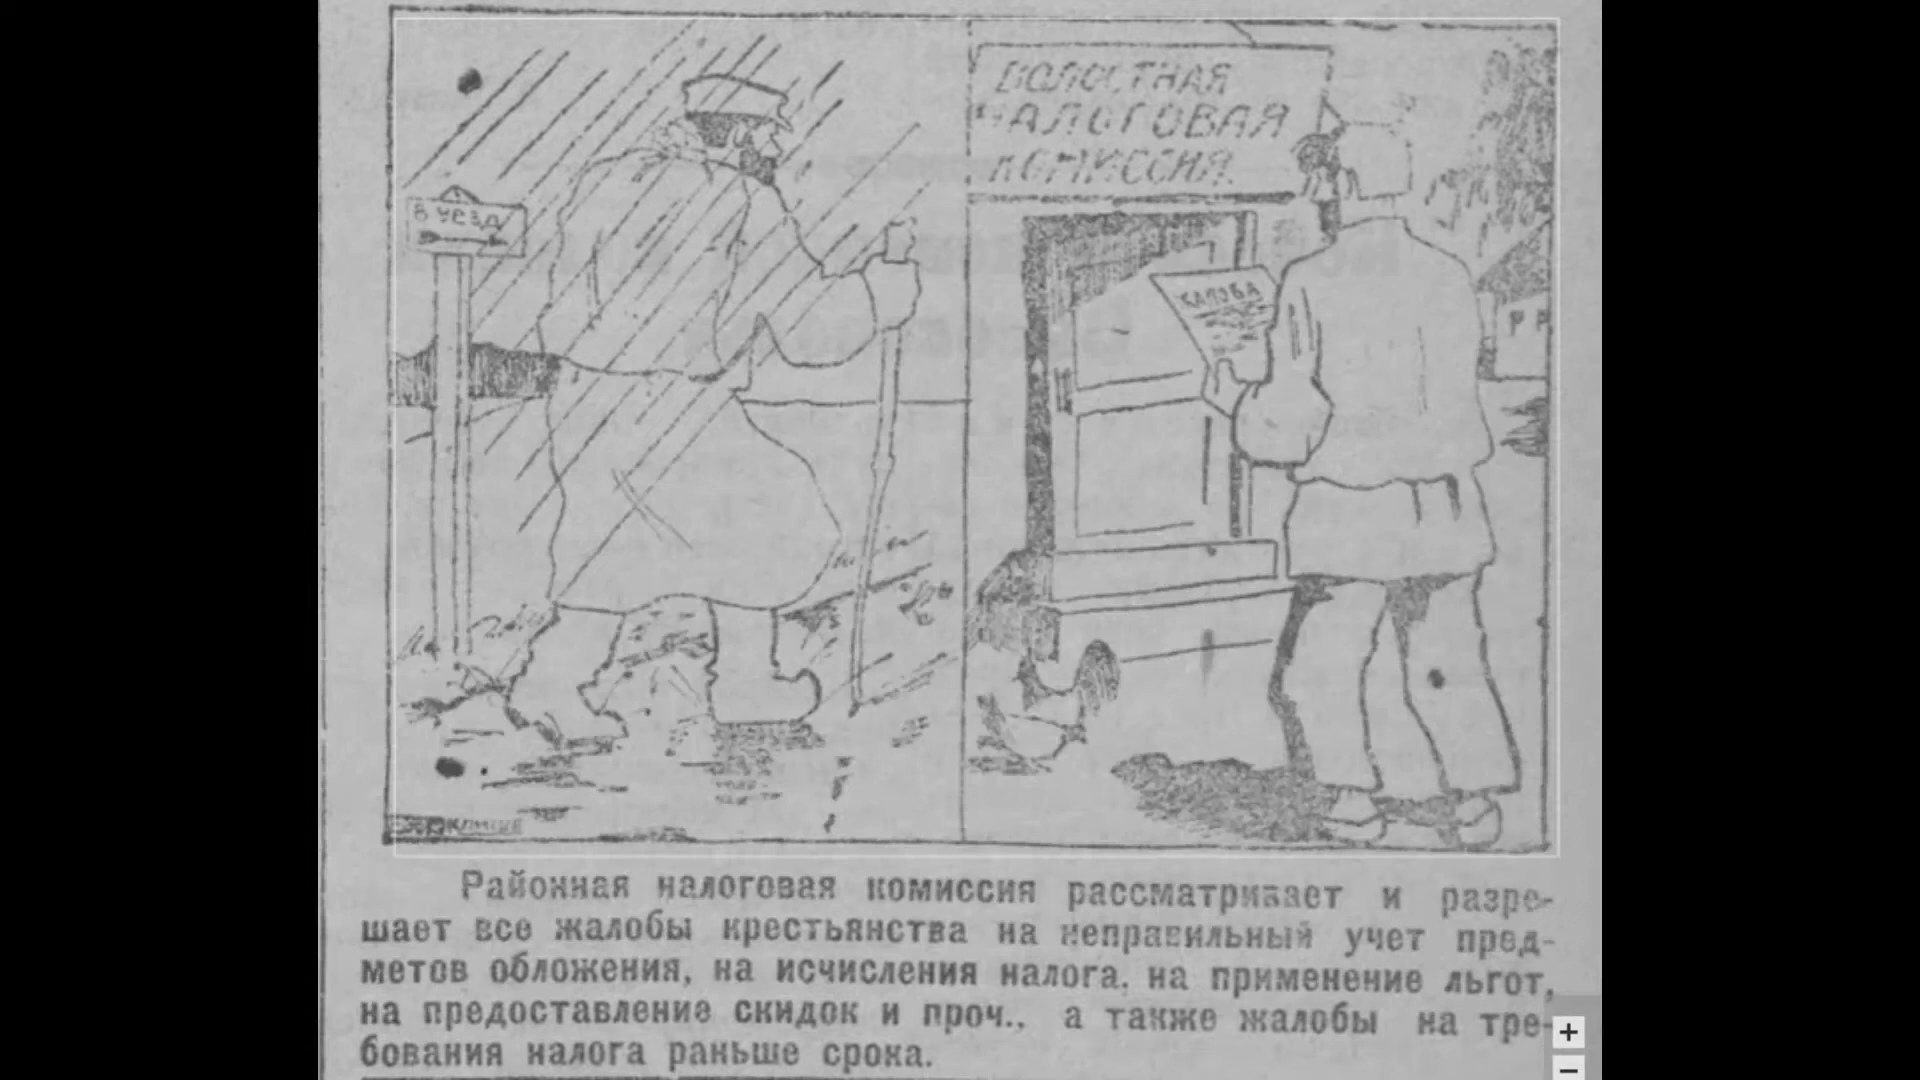 В УЕЗД
ВОЛОСТНАЯ
НАЛОГОВАЯ
КОМИССИЯ.
ЖАЛОБА
КЛИШЕ
Районная налоговая комиссия рассматривает и разре-
шает все жалобы крестьянства на неправильный учет пред-
метов обложения, на исчисления налога, на применение льгот,
на предоставление скидок и проч., а также жалобы на тре-
бования налога раньше срока.